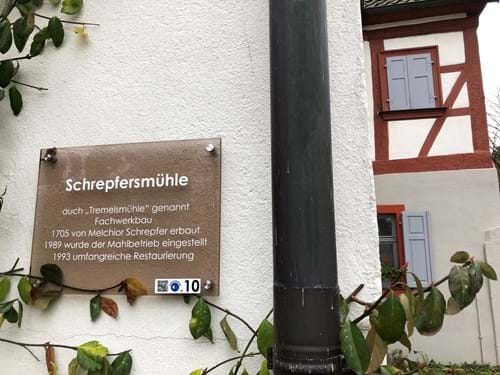 Schrepfersmühle
auch „Tremelsmühle" genannt
Fachwerkbau
1705 von Melchior Schrepfer erbaut
1989 wurde der Mahlbetrieb eingestellt
1993 umfangreiche Restaurierung
10